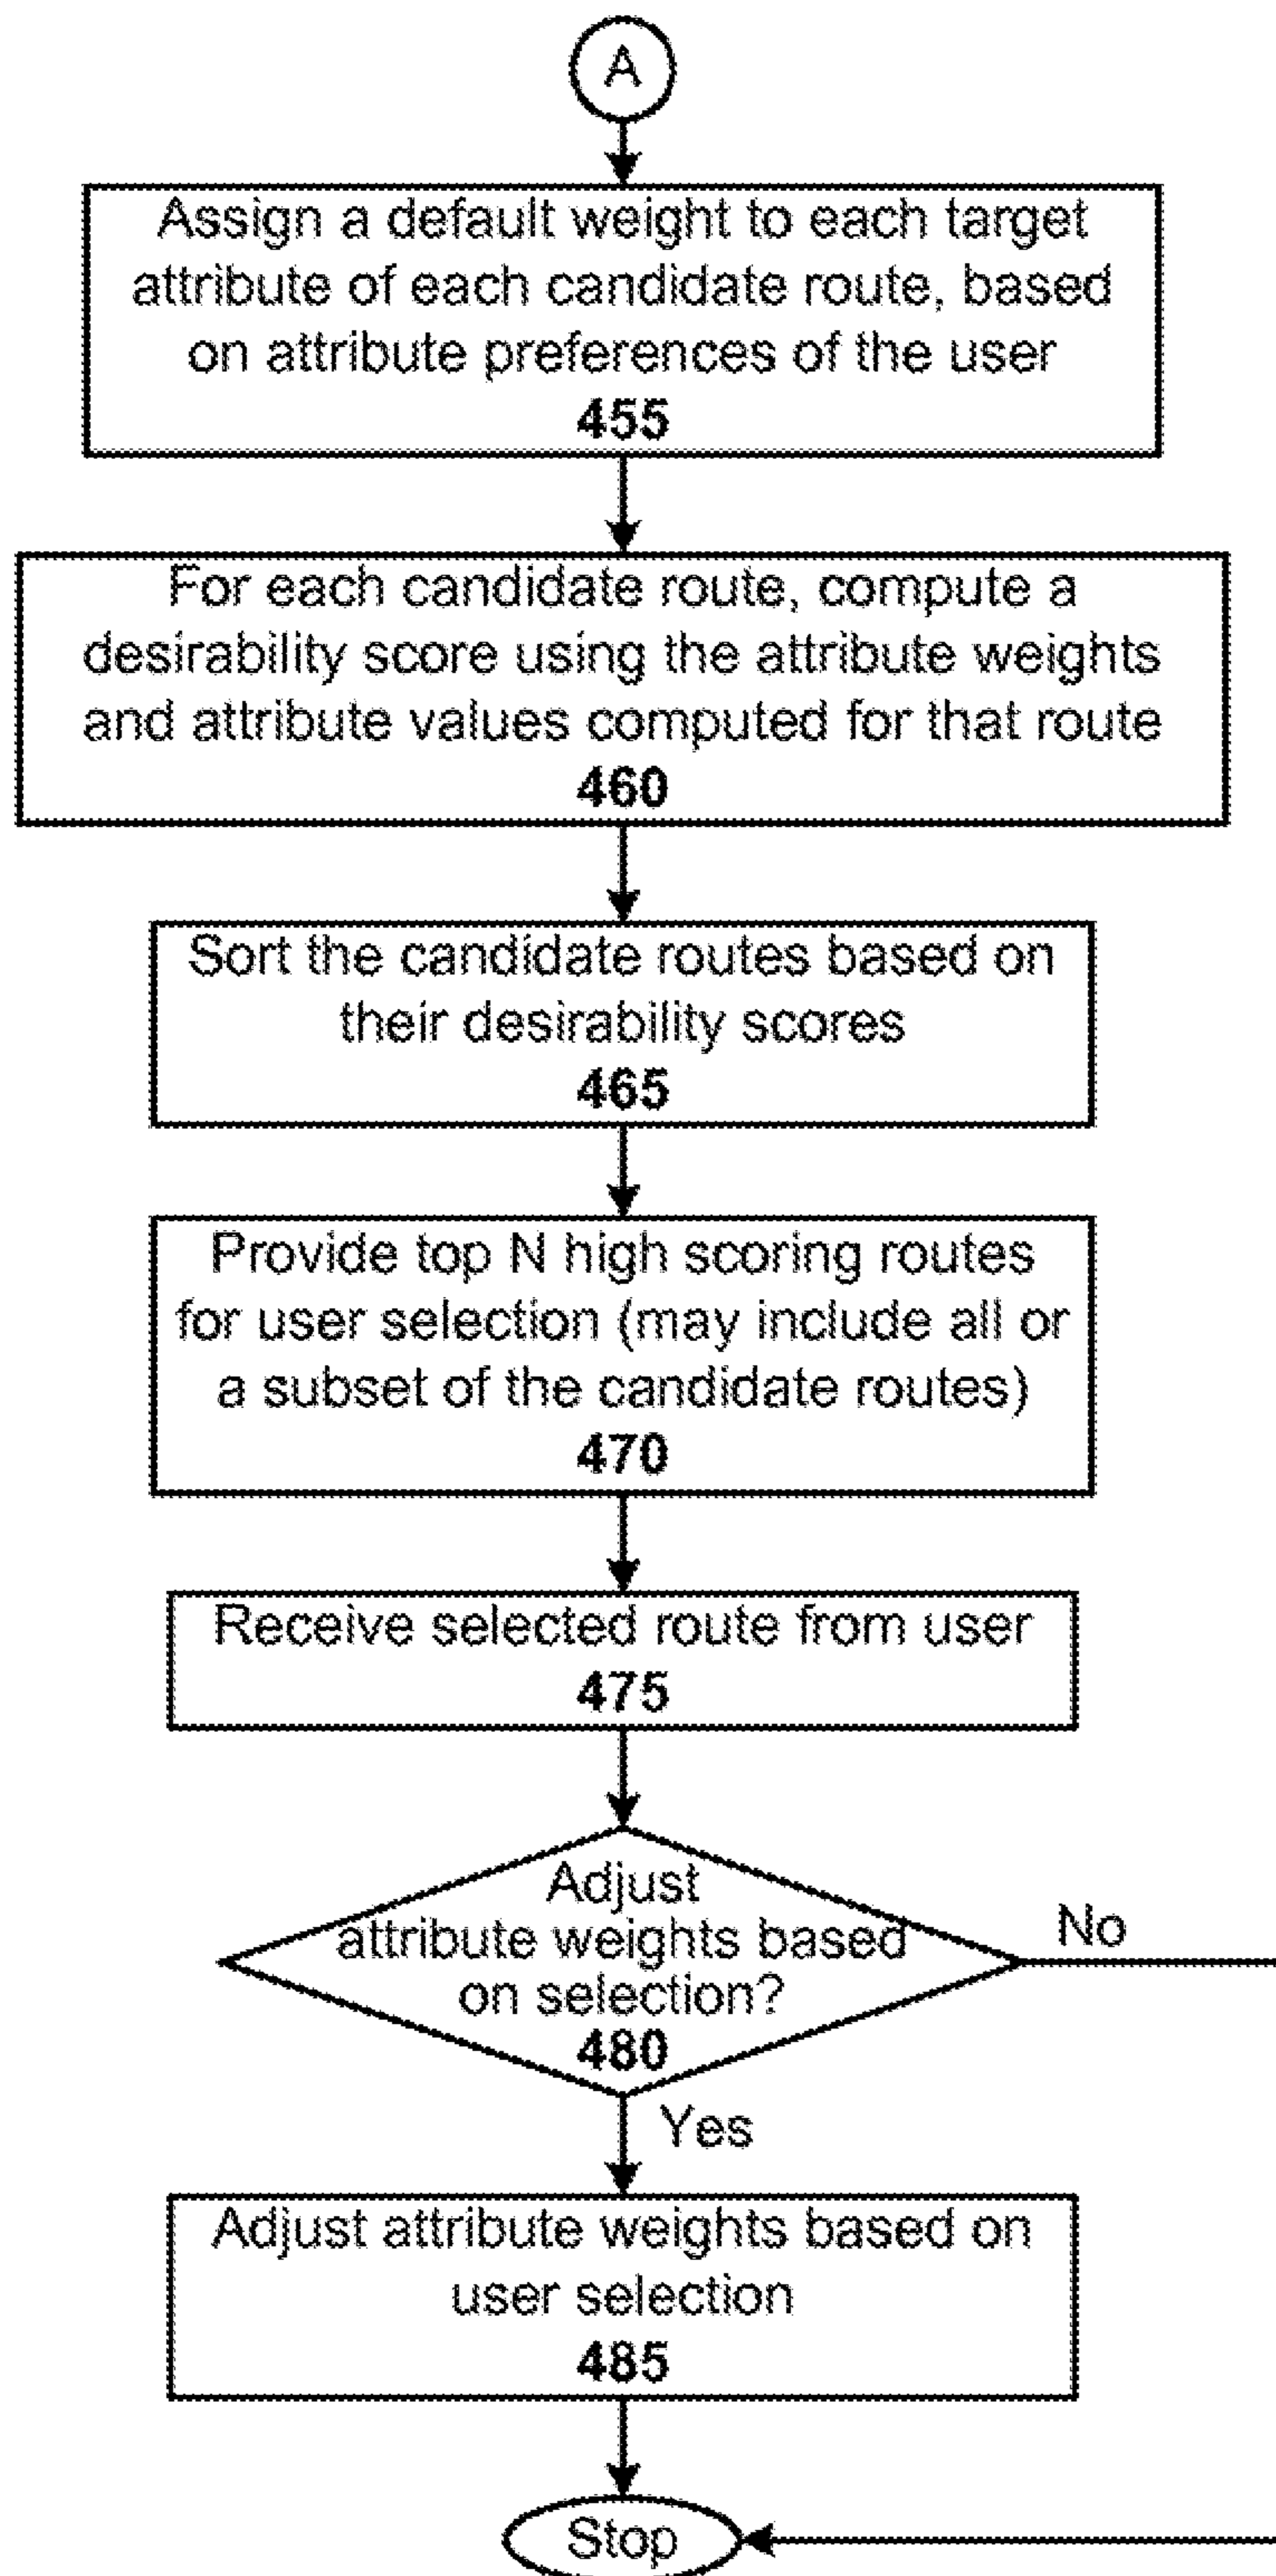 A
Assign a default weight to each target
attribute of each candidate route, based
on attribute preferences of the user
455
For each candidate route, compute a
desirability score using the attribute weights
and attribute values computed for that route
460
Sort the candidate routes based on
their desirability scores
465
Provide top N high scoring routes
for user selection (may include all or
a subset of the candidate routes)
470
Receive selected route from user
475
Adjust
attribute weights based
on selection?
480
No
Yes
Adjust attribute weights based on
user selection
485
Stop